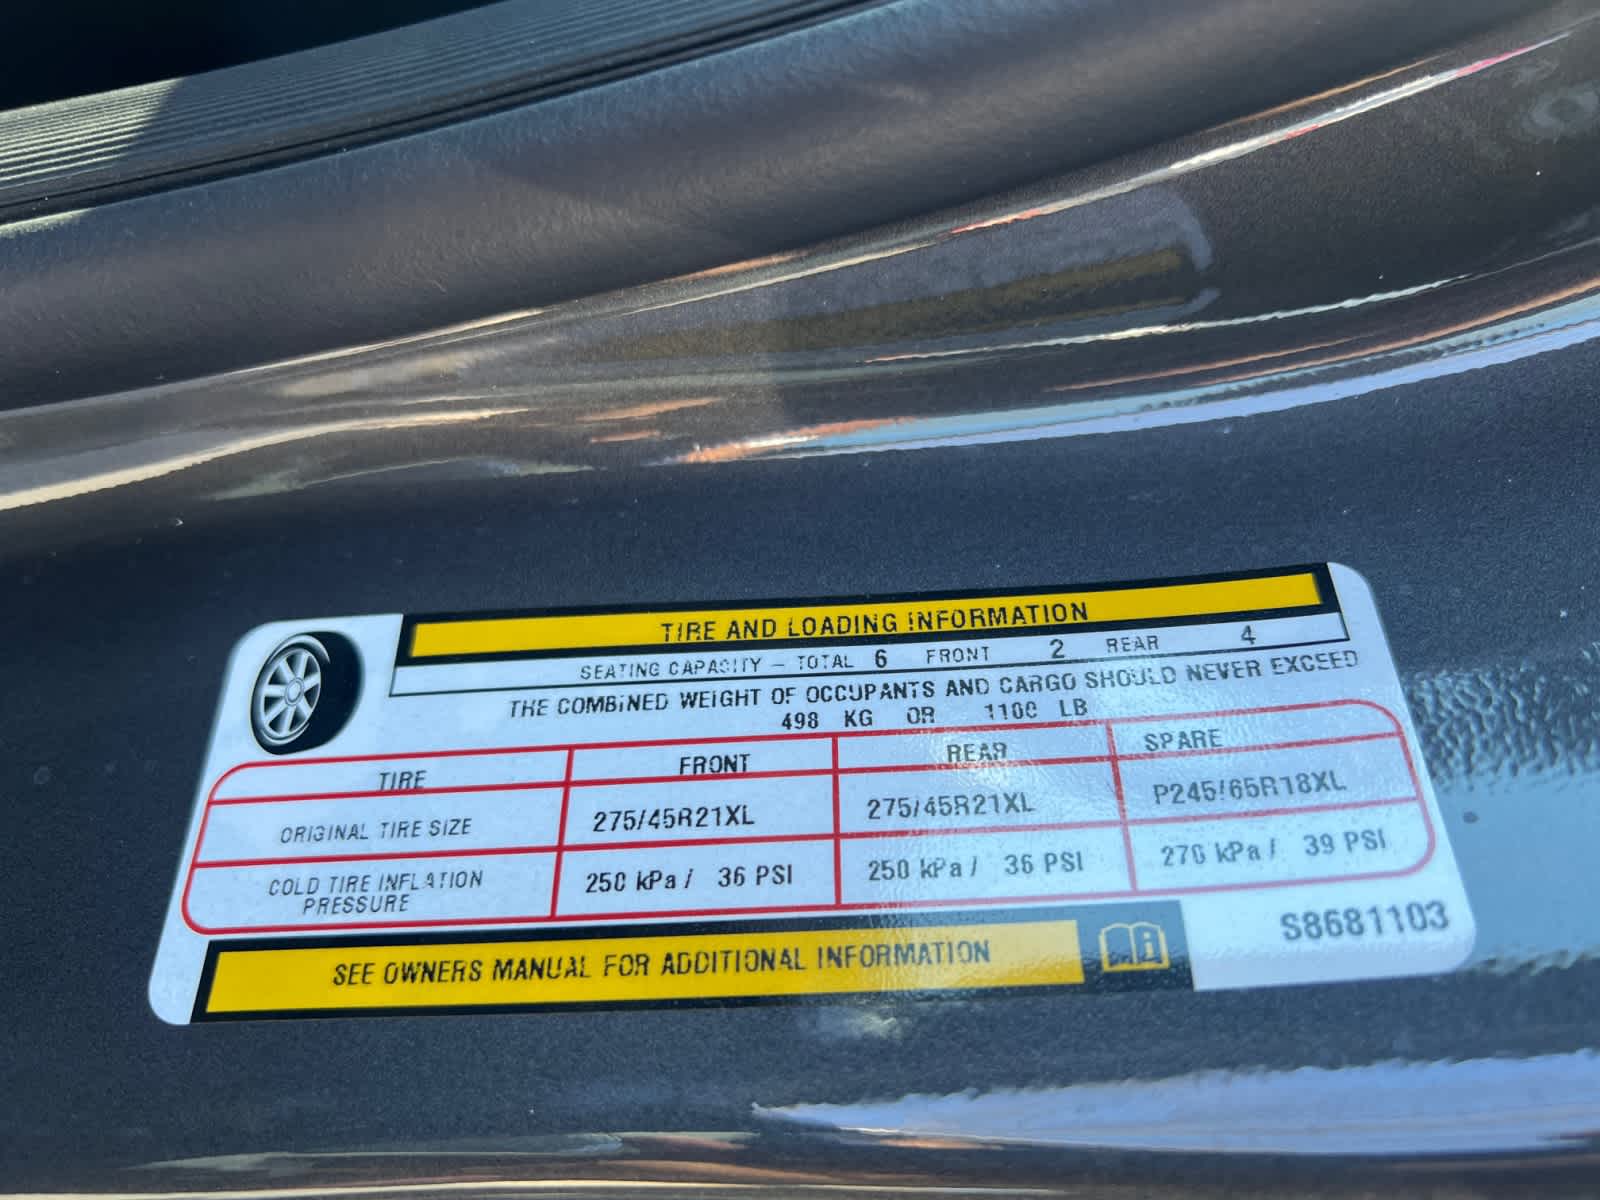 TIRE AND LOADING INFORMATION
SEATING CAPACITY – TOTAL 6 FRONT 2 REAR 4
THE COMBINED WEIGHT OF OCCUPANTS AND CARGO SHOULD NEVER EXCEED
498 KG OR 1100 LB
TIRE FRONT REAR SPARE
ORIGINAL TIRE SIZE 275/45R21XL 275/45R21XL P245/65R18XL
COLD TIRE INFLATION PRESSURE 250 kPa / 36 PSI 250 kPa / 36 PSI 270 kPa / 39 PSI
SEE OWNERS MANUAL FOR ADDITIONAL INFORMATION
S8681103